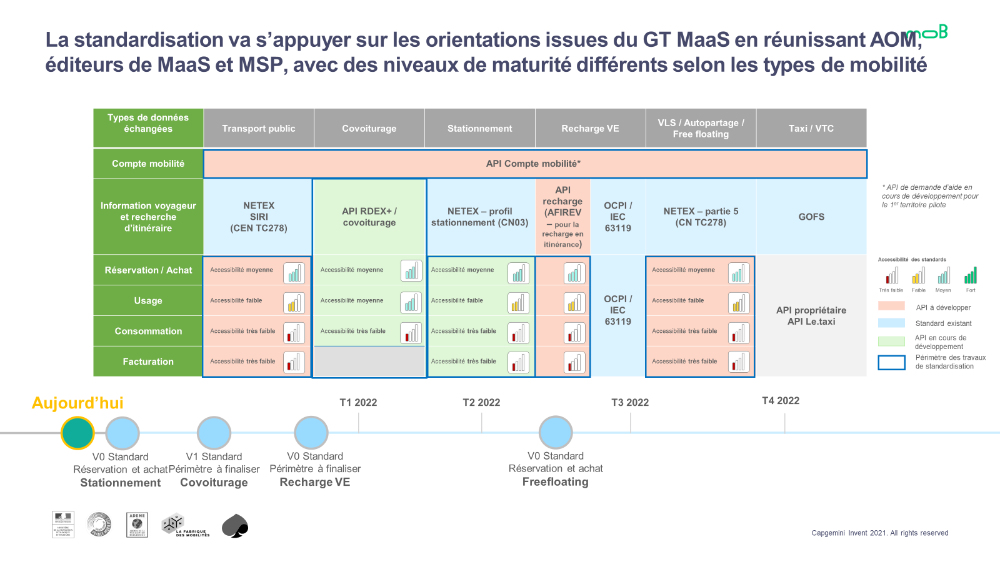 moB
La standardisation va s’appuyer sur les orientations issues du GT MaaS en réunissant AOM,
éditeurs de MaaS et MSP, avec des niveaux de maturité différents selon les types de mobilité
Types de données
échangées
Transport public
Covoiturage
Stationnement
Recharge VE
VLS / Autopartage /
Free floating
Taxi / VTC
Compte mobilité
API Compte mobilité*
Information voyageur
et recherche
d’itinéraire
NETEX
SIRI
(CEN TC278)
API RDEX+ /
covoiturage
NETEX – profil
stationnement (CN03)
API
recharge
(AFIREV
– pour la
recharge en
itinérance)
OCPI /
IEC
63119
NETEX – partie 5
(CN TC278)
GOFS
* API de demande d’aide en
cours de développement pour
le 1er territoire pilote
Réservation / Achat
Accessibilité moyenne
Accessibilité moyenne
Accessibilité moyenne
Accessibilité moyenne
Usage
Accessibilité faible
Accessibilité moyenne
Accessibilité faible
Accessibilité faible
Consommation
Accessibilité très faible
Accessibilité très faible
Accessibilité très faible
Accessibilité très faible
Facturation
Accessibilité très faible
Accessibilité très faible
Accessibilité très faible
OCPI /
IEC
63119
API propriétaire
API Le.taxi
Accessibilité des standards
Très faible
Faible
Moyen
Fort
API à développer
Standard existant
API en cours de
développement
Périmètre des travaux
de standardisation
Aujourd’hui
T1 2022
T2 2022
T3 2022
T4 2022
V0 Standard
Réservation et achat
Stationnement
V1 Standard
Périmètre à finaliser
Covoiturage
V0 Standard
Périmètre à finaliser
Recharge VE
V0 Standard
Réservation et achat
Freefloating
MINISTÈRE
DE LA TRANSITION
ÉCOLOGIQUE
ET SOLIDAIRE
ADEME
LA FABRIQUE
DES MOBILITÉS
Capgemini Invent 2021. All rights reserved